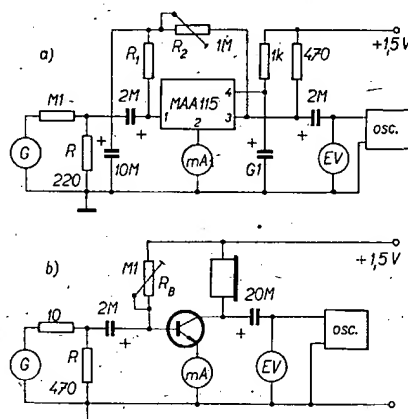 a)
M1
G
R
220
2M
+
+
10M
R₁
R₂
1M
MAA115
1
2
3
4
mA
1k
470
+1,5V
2M
+
+
G1
EV
osc.
b)
10
G
R
470
2M
+
M1
R_B
mA
20M
+
+1,5V
EV
osc.